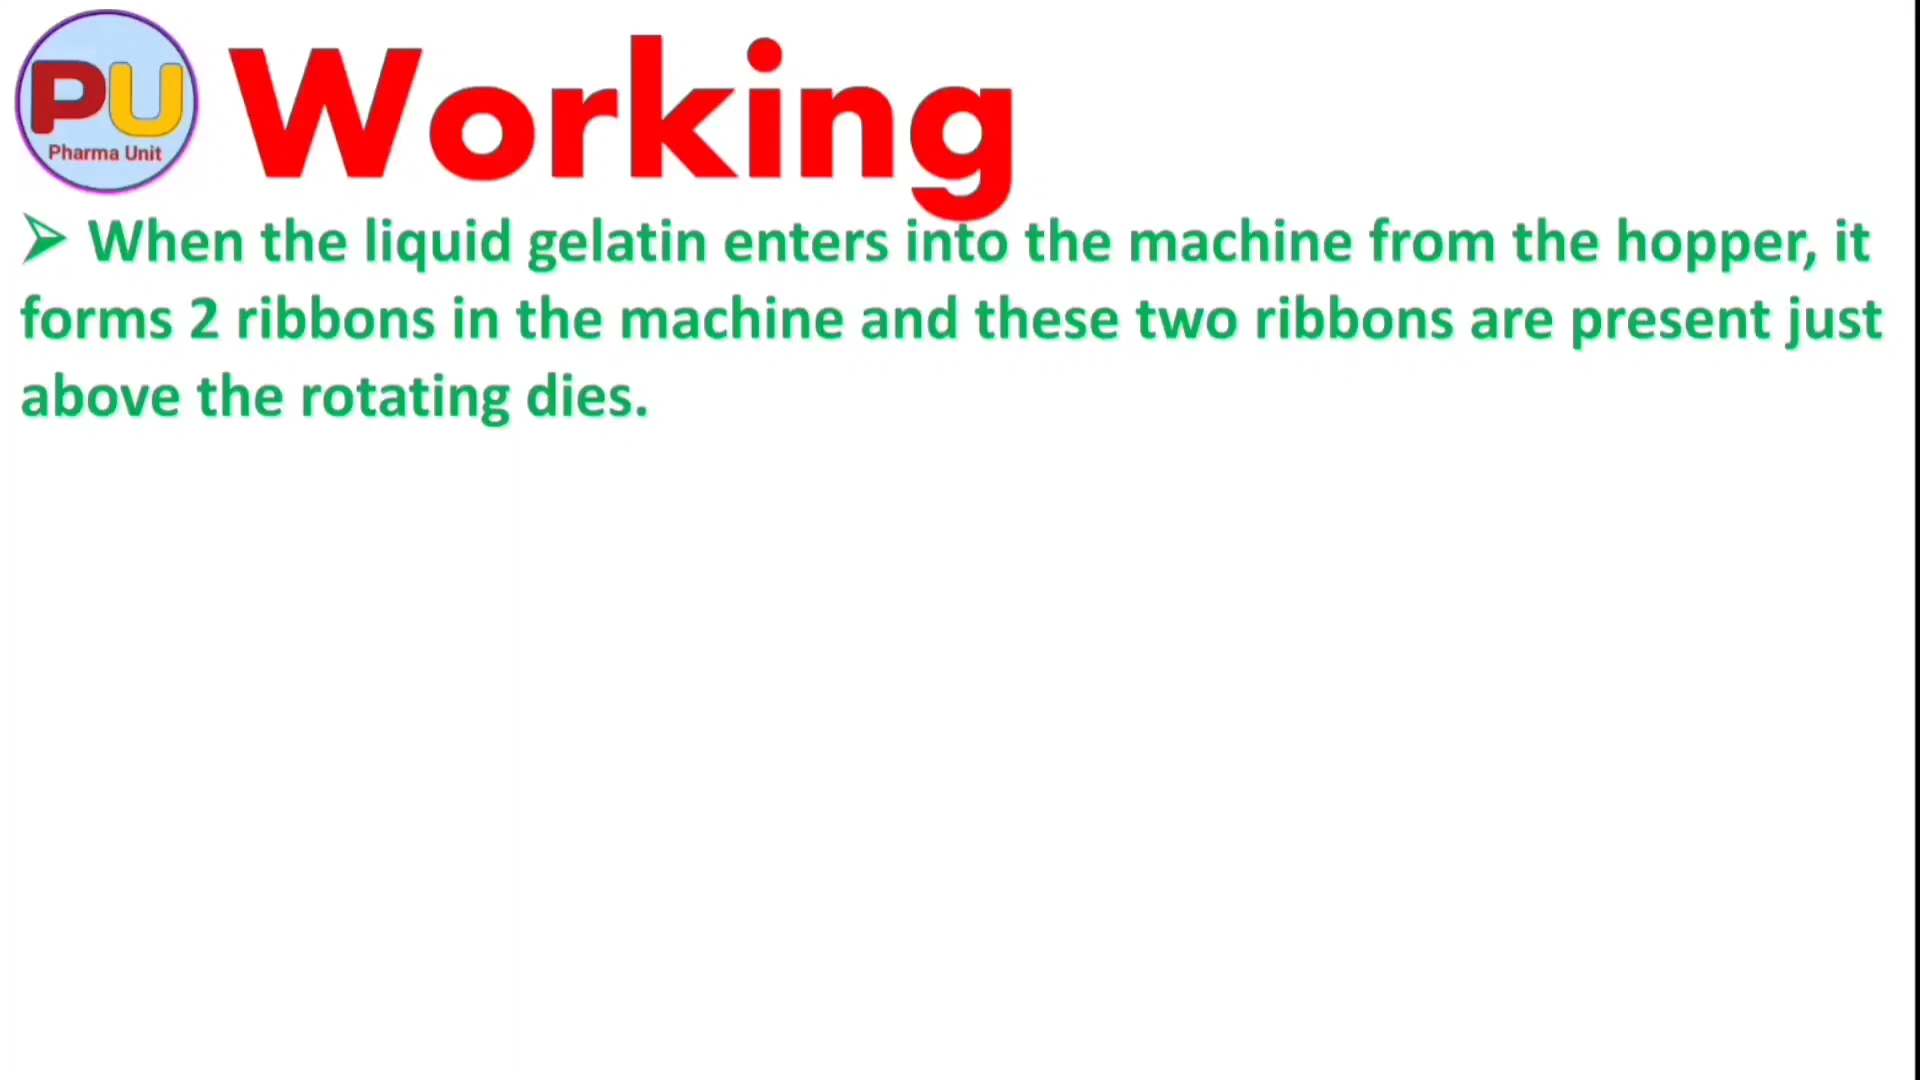 PU
Pharma Unit
Working
➢ When the liquid gelatin enters into the machine from the hopper, it
forms 2 ribbons in the machine and these two ribbons are present just
above the rotating dies.